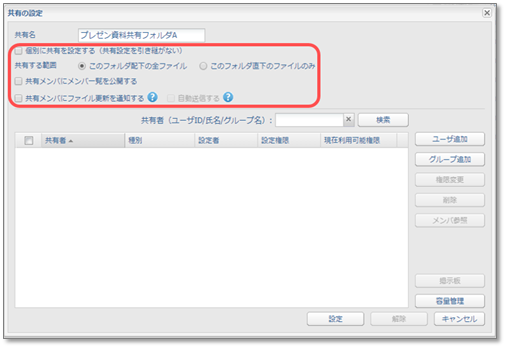 共有の設定
共有名 プレゼン資料共有フォルダA
個別に共有を設定する（共有設定を引き継がない）
共有する範囲 このフォルダ配下の全ファイル このフォルダ直下のファイルのみ
共有メンバにメンバ一覧を公開する
共有メンバにファイル更新を通知する ? 自動送信する ?
共有者（ユーザID/氏名/グループ名）: 検索
共有者 種別 設定者 設定権限 現在利用可能権限
ユーザ追加
グループ追加
権限変更
削除
メンバ参照
掲示板
容量管理
設定 解除 キャンセル